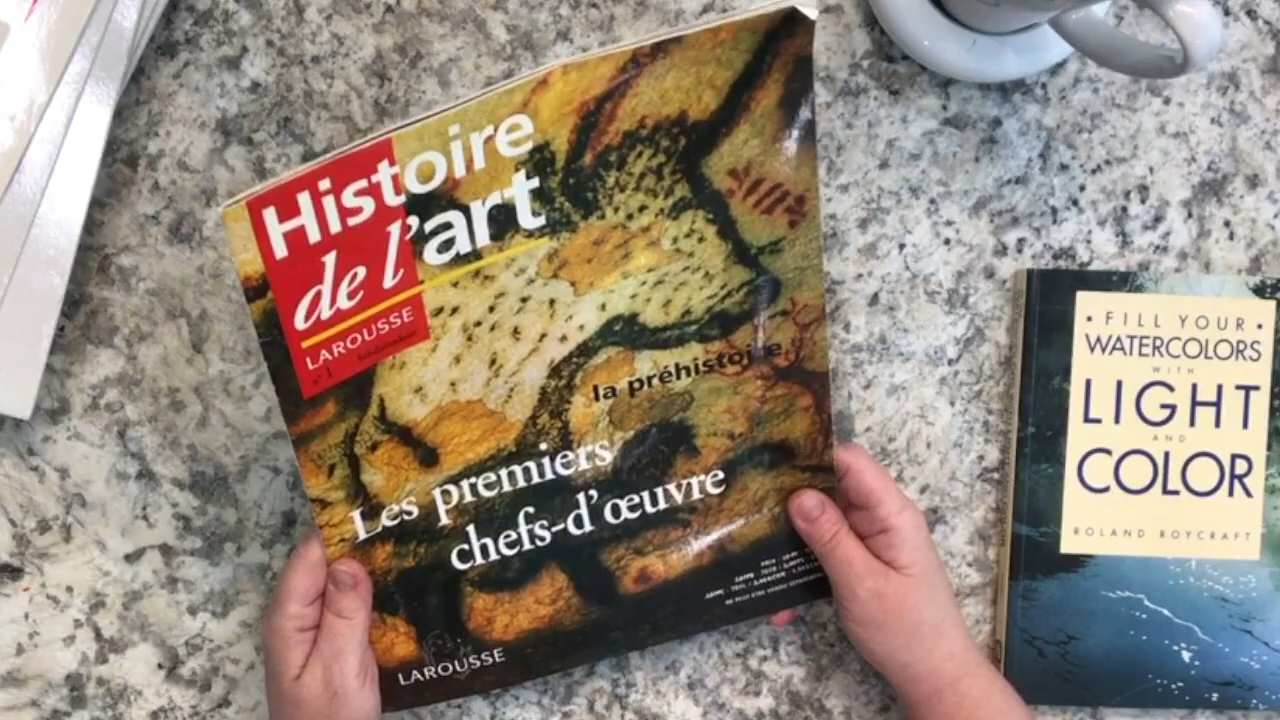 Histoire
de l'art
LAROUSSE
n° 1
la préhistoire
Les premiers
chefs-d'œuvre
LAROUSSE
• FILL YOUR •
WATERCOLORS
WITH
LIGHT
AND
COLOR
ROLAND ROYCRAFT